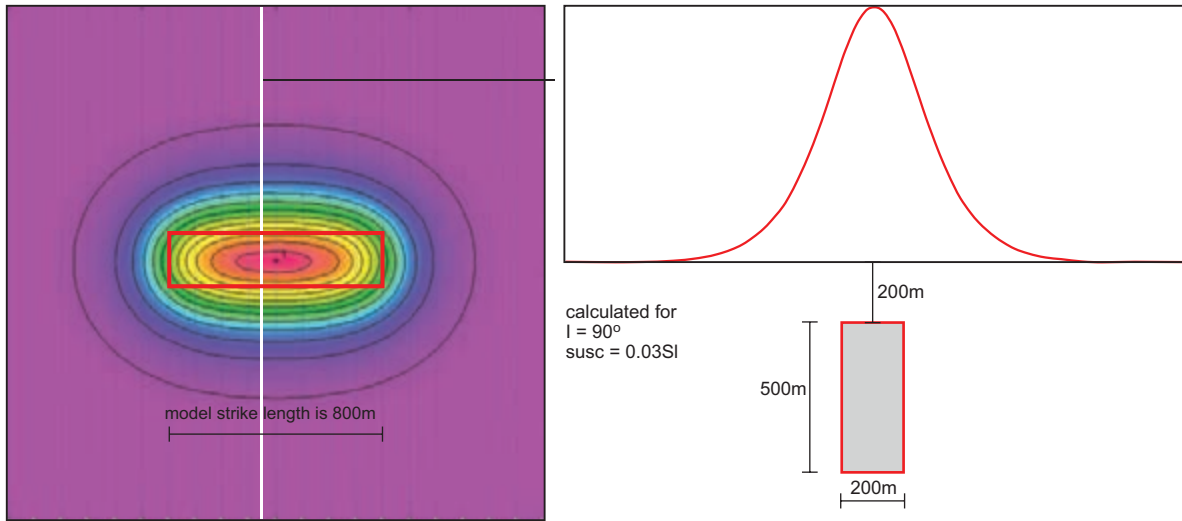 model strike length is 800m
calculated for
I = 90º
susc = 0.03SI
200m
500m
200m